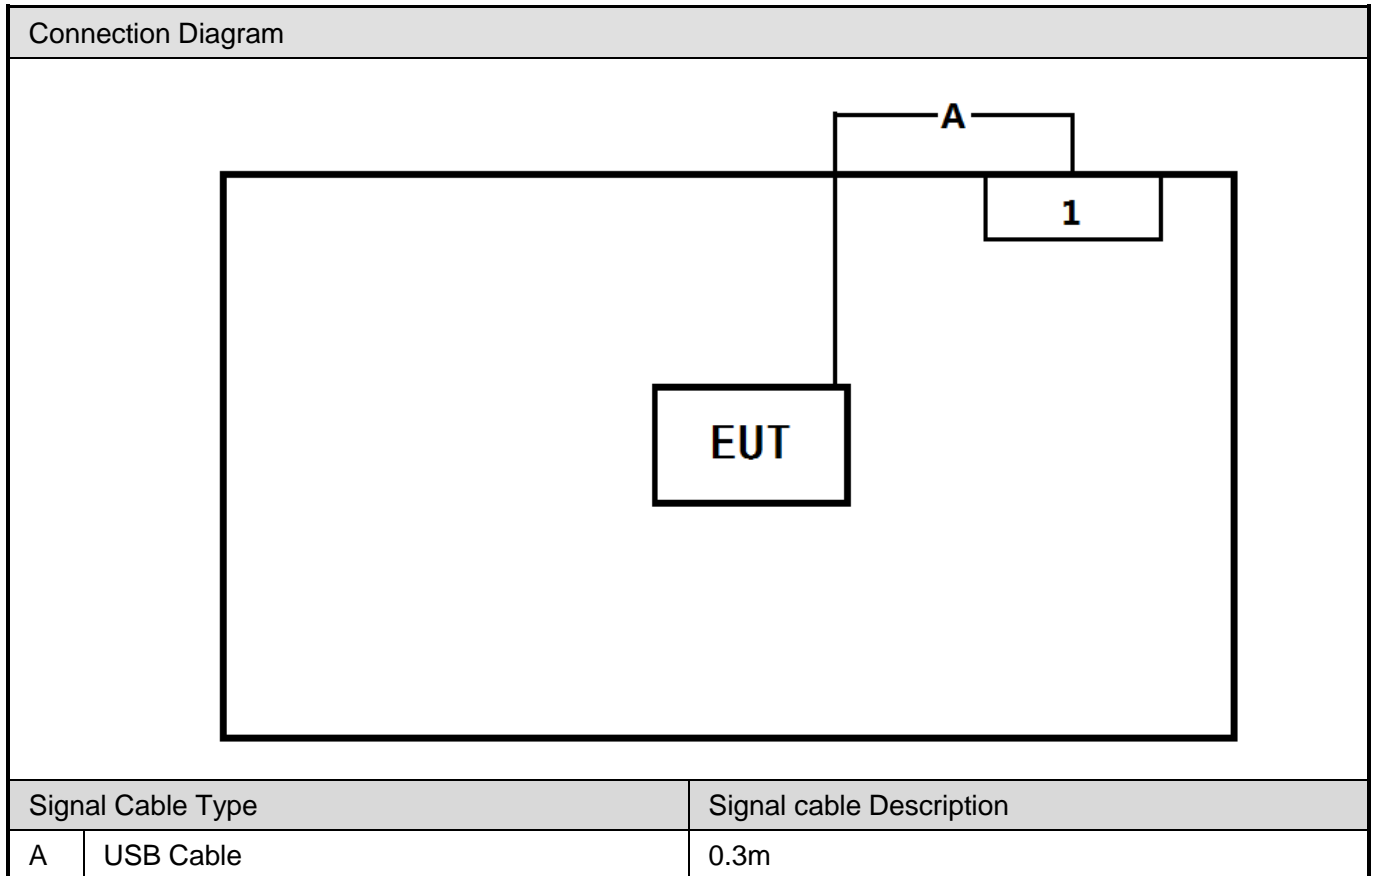 Connection Diagram
A
1
EUT
Signal Cable Type Signal cable Description
A USB Cable 0.3m